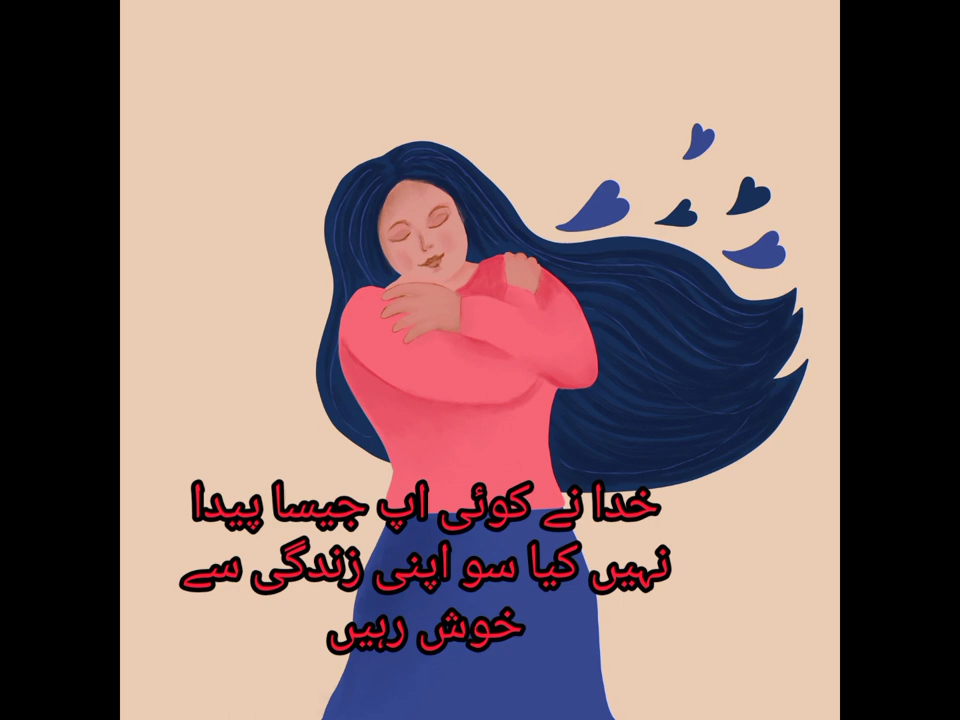 خدا نے کوئی اپ جیسا پیدا
نہیں کیا سو اپنی زندگی سے
خوش رہیں